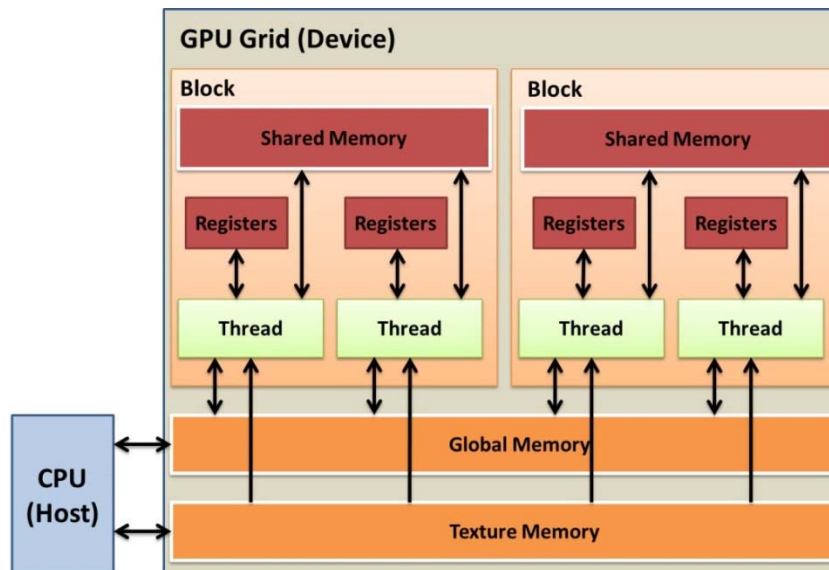 GPU Grid (Device)
Block
Block
Shared Memory
Shared Memory
Registers
Registers
Registers
Registers
Thread
Thread
Thread
Thread
CPU
(Host)
Global Memory
Texture Memory